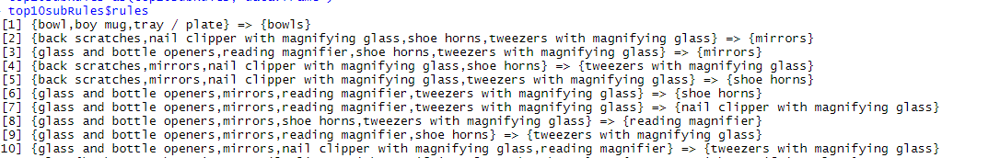 top10subRules$rules
[1] {bowl,boy mug,tray / plate} => {bowls}
[2] {back scratches,nail clipper with magnifying glass,shoe horns,tweezers with magnifying glass} => {mirrors}
[3] {glass and bottle openers,reading magnifier,shoe horns,tweezers with magnifying glass} => {mirrors}
[4] {back scratches,mirrors,nail clipper with magnifying glass,shoe horns} => {tweezers with magnifying glass}
[5] {back scratches,mirrors,nail clipper with magnifying glass,tweezers with magnifying glass} => {shoe horns}
[6] {glass and bottle openers,mirrors,reading magnifier,tweezers with magnifying glass} => {shoe horns}
[7] {glass and bottle openers,mirrors,reading magnifier,tweezers with magnifying glass} => {nail clipper with magnifying glass}
[8] {glass and bottle openers,mirrors,shoe horns,tweezers with magnifying glass} => {reading magnifier}
[9] {glass and bottle openers,mirrors,reading magnifier,shoe horns} => {tweezers with magnifying glass}
10] {glass and bottle openers,mirrors,nail clipper with magnifying glass,reading magnifier} => {tweezers with magnifying glass}